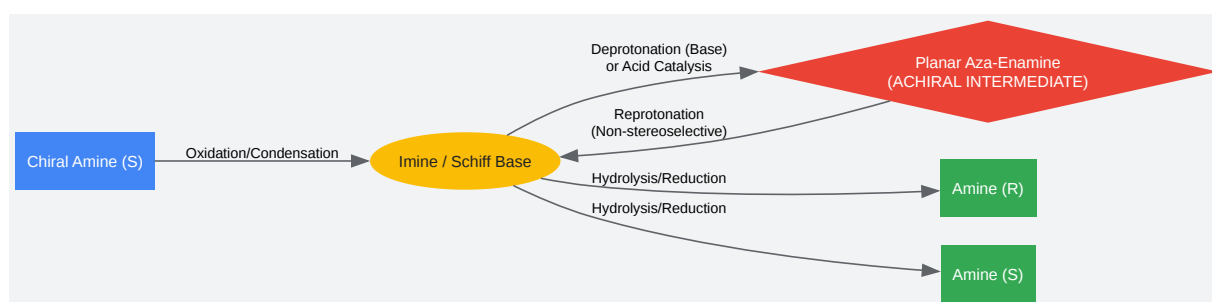 Deprotonation (Base)
or Acid Catalysis
Planar Aza-Enamine
(ACHIRAL INTERMEDIATE)
Reprotonation
(Non-stereoselective)
Chiral Amine (S)
Oxidation/Condensation
Imine / Schiff Base
Hydrolysis/Reduction
Amine (R)
Hydrolysis/Reduction
Amine (S)